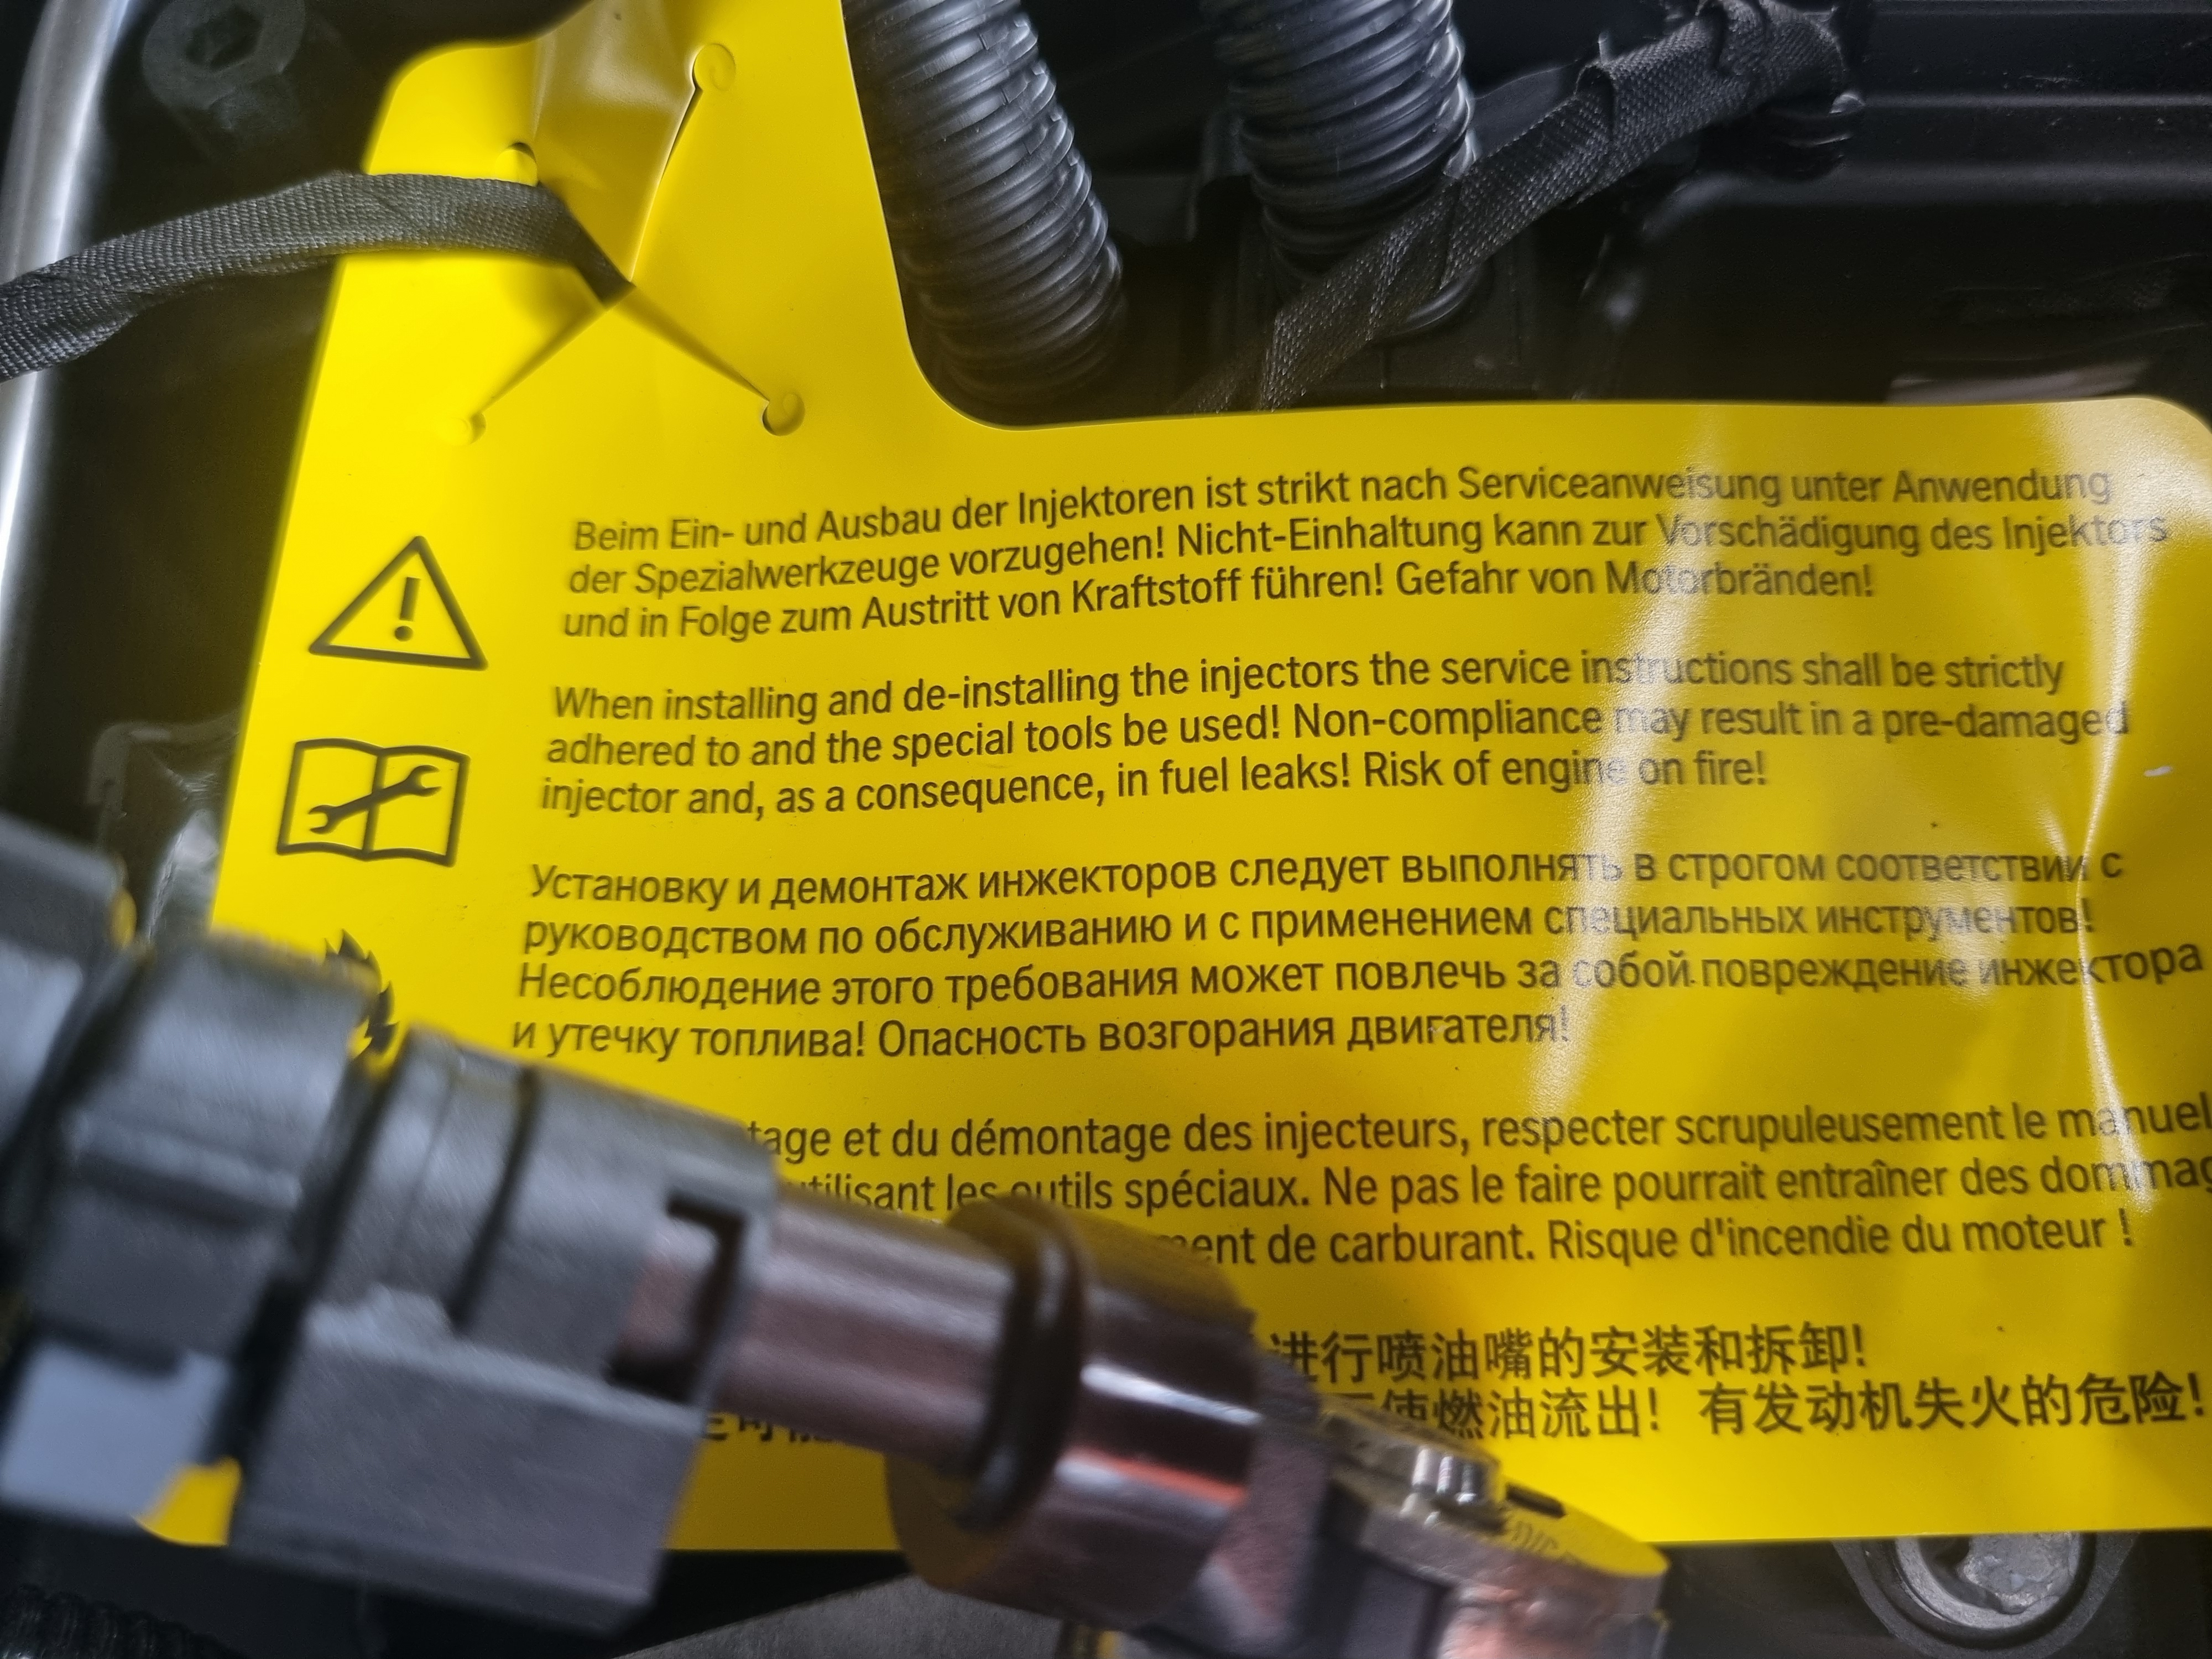 Beim Ein- und Ausbau der Injektoren ist strikt nach Serviceanweisung unter Anwendung
der Spezialwerkzeuge vorzugehen! Nicht-Einhaltung kann zur Vorschädigung des Injektors
und in Folge zum Austritt von Kraftstoff führen! Gefahr von Motorbränden!
When installing and de-installing the injectors the service instructions shall be strictly
adhered to and the special tools be used! Non-compliance may result in a pre-damaged
injector and, as a consequence, in fuel leaks! Risk of engine on fire!
Установку и демонтаж инжекторов следует выполнять в строгом соответствии с
руководством по обслуживанию и с применением специальных инструментов!
Несоблюдение этого требования может повлечь за собой повреждение инжектора
и утечку топлива! Опасность возгорания двигателя!
et du démontage des injecteurs, respecter scrupuleusement le manuel
les outils spéciaux. Ne pas le faire pourrait entraîner des
de carburant. Risque d'incendie du moteur !
进行喷油嘴的安装和拆卸!
使燃油流出! 有发动机失火的危险!